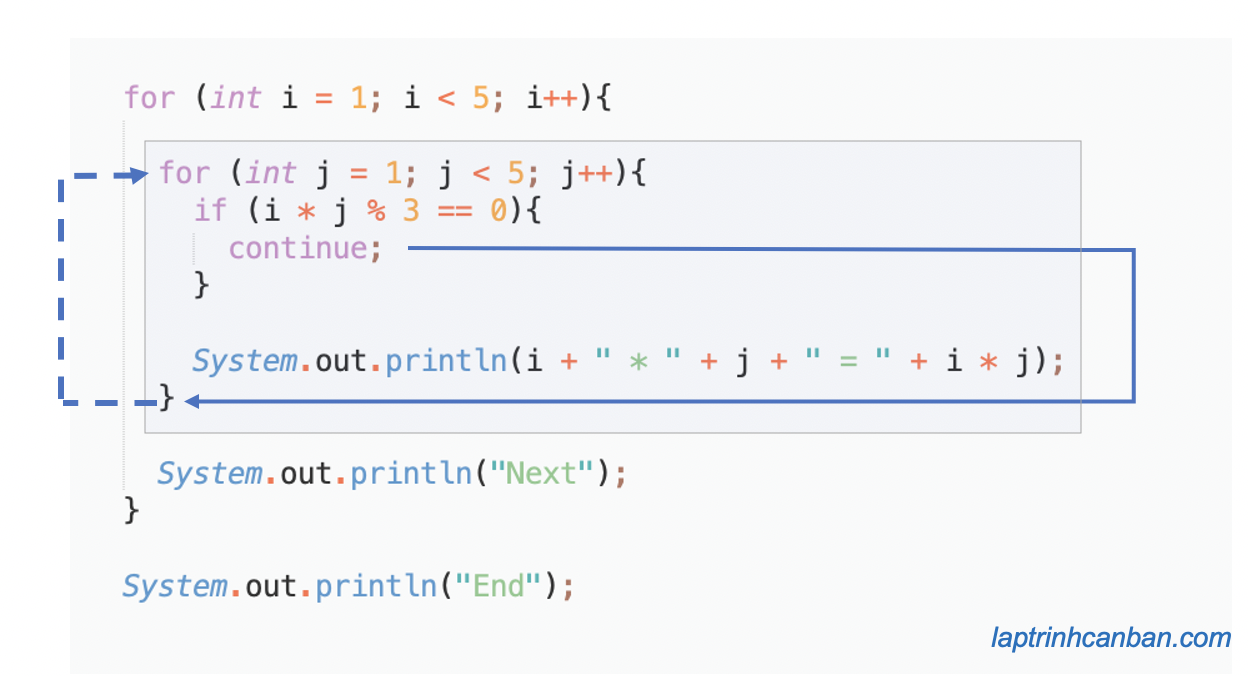 for (int i = 1; i < 5; i++){
for (int j = 1; j < 5; j++){
if (i * j % 3 == 0){
continue;
}
System.out.println(i + " * " + j + " = " + i * j);
}
System.out.println("Next");
}
System.out.println("End");
laptrinhcanban.com